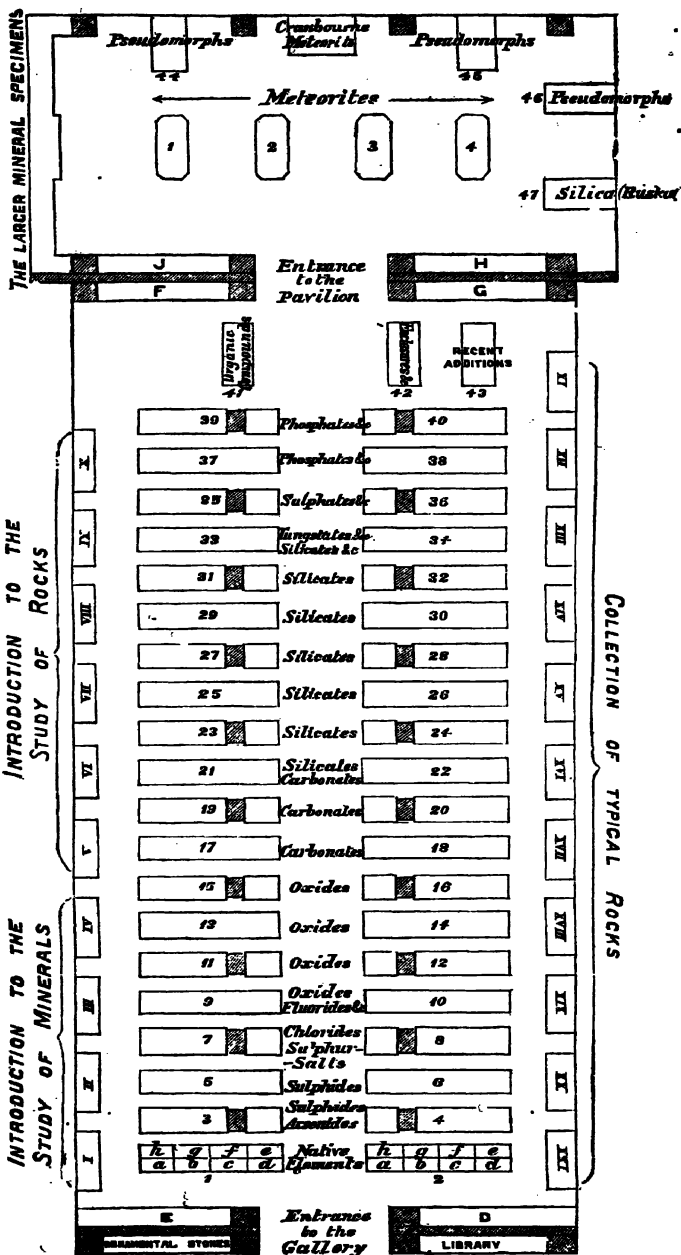 THE LARGER MINERAL SPECIMENS
Pseudomorphs
Cranbourne
Meteorite
Pseudomorphs
44
45
Meteorites
46 Pseudomorphs
1
2
3
4
47 Silica (Ruskin)
J
Entrance
to the
Pavilion
H
F
G
Organic
Compounds
41
42
RECENT
ADDITIONS
43
39
Phosphates &c
40
37
Phosphates &c
38
35
Sulphates &c
36
33
Tungstates &c
Silicates &c
34
31
Silicates
32
29
Silicates
30
27
Silicates
28
25
Silicates
26
23
Silicates
24
21
Silicates
Carbonates
22
19
Carbonates
20
17
Carbonates
18
15
Oxides
16
13
Oxides
14
11
Oxides
12
9
Oxides
Fluorides &c
10
7
Chlorides
Sulphur-
-Salts
8
5
Sulphides
6
3
Sulphides
Arsenides
4
h g f e
a b c d
1
Native
Elements
h g f e
a b c d
2
INTRODUCTION TO THE
STUDY OF ROCKS
X
IX
VIII
VII
VI
V
INTRODUCTION TO THE
STUDY OF MINERALS
IV
III
II
I
COLLECTION OF TYPICAL ROCKS
XI
XII
XIII
XIV
XV
XVI
XVII
XVIII
XIX
XX
XXI
E
Entrance
to the
Gallery
D
ORNAMENTAL STONES
LIBRARY